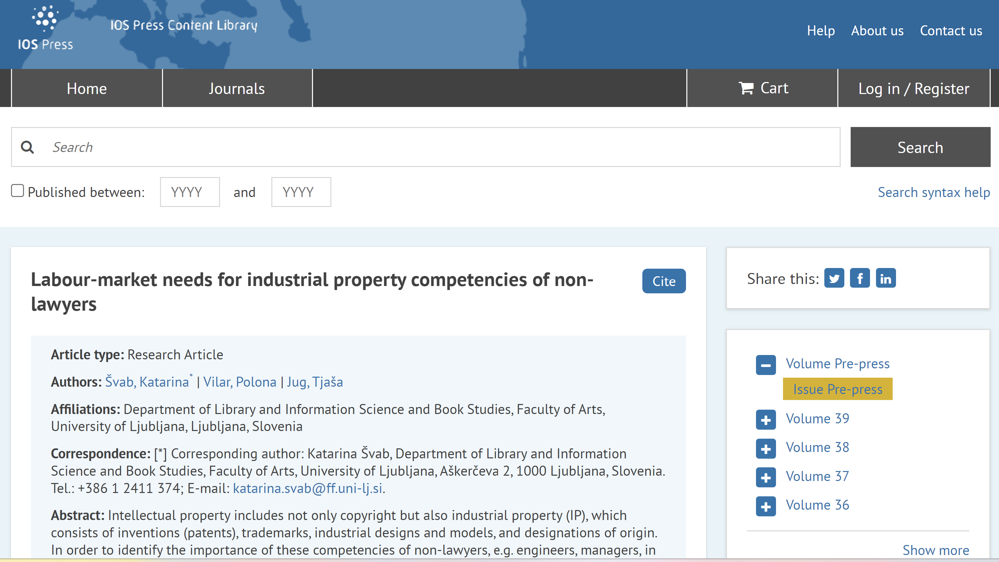 IOS Press
IOS Press Content Library
Help About us Contact us
Home Journals Cart Log in / Register
Search Search
Published between: YYYY and YYYY Search syntax help
Labour-market needs for industrial property competencies of non-
lawyers
Cite
Article type: Research Article
Authors: Švab, Katarina* | Vilar, Polona | Jug, Tjaša
Affiliations: Department of Library and Information Science and Book Studies, Faculty of Arts,
University of Ljubljana, Ljubljana, Slovenia
Correspondence: [*] Corresponding author: Katarina Švab, Department of Library and Information
Science and Book Studies, Faculty of Arts, University of Ljubljana, Aškerčeva 2, 1000 Ljubljana, Slovenia.
Tel.: +386 1 2411 374; E-mail: katarina.svab@ff.uni-lj.si.
Abstract: Intellectual property includes not only copyright but also industrial property (IP), which
consists of inventions (patents), trademarks, industrial designs and models, and designations of origin.
In order to identify the importance of these competencies of non-lawyers, e.g. engineers, managers, in
Share this:
Volume Pre-press
Issue Pre-press
Volume 39
Volume 38
Volume 37
Volume 36
Show more